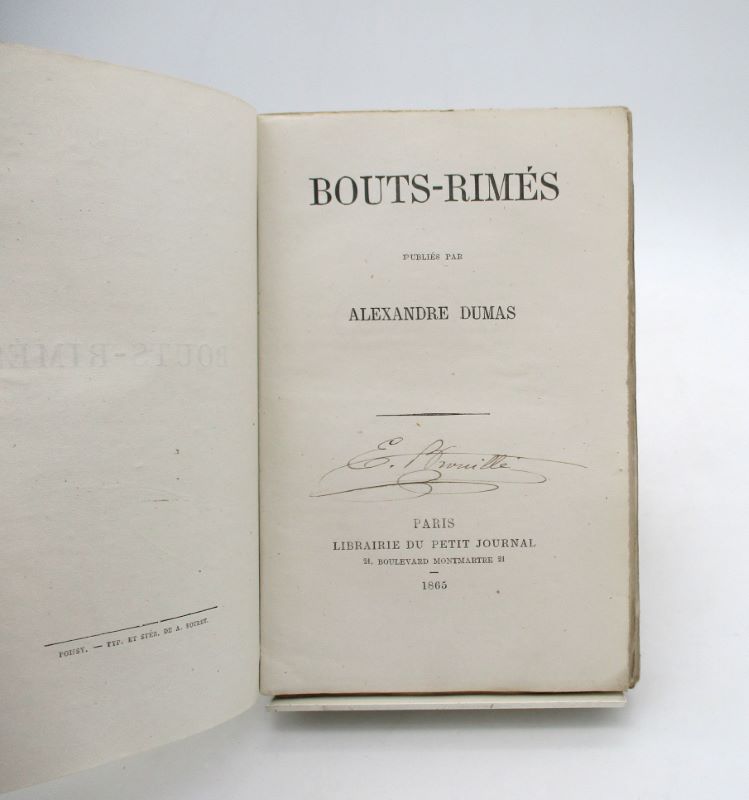 POISSY. — TYP. ET STÉR. DE A. BOURET.
BOUTS-RIMÉS
PUBLIÉS PAR
ALEXANDRE DUMAS
E.
PARIS
LIBRAIRIE DU PETIT JOURNAL
21, BOULEVARD MONTMARTRE 21
1865